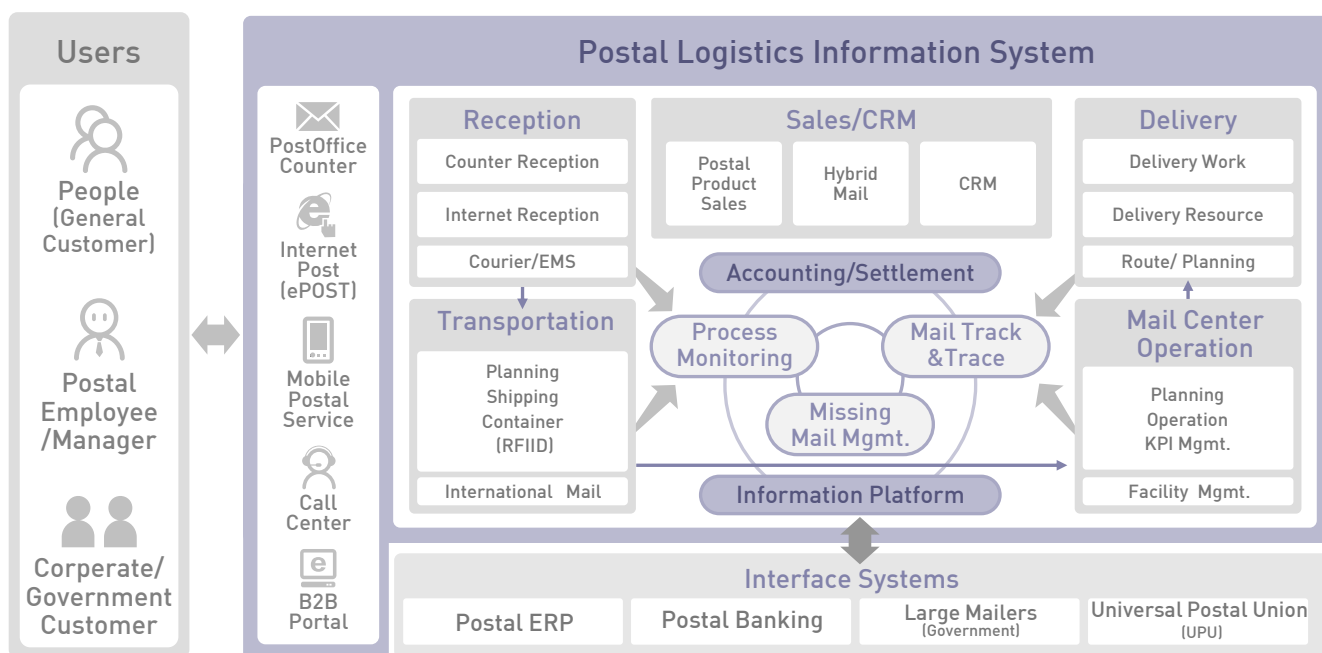 Users
People
(General
Customer)
Postal
Employee
/Manager
Corperate/
Government
Customer
Postal Logistics Information System
PostOffice
Counter
Internet
Post
(ePOST)
Mobile
Postal
Service
Call
Center
e
B2B
Portal
Reception
Counter Reception
Internet Reception
Courier/EMS
Transportation
Planning
Shipping
Container
(RFIID)
International Mail
Sales/CRM
Postal
Product
Sales
Hybrid
Mail
CRM
Accounting/Settlement
Process
Monitoring
Mail Track
&Trace
Missing
Mail Mgmt.
Information Platform
Delivery
Delivery Work
Delivery Resource
Route/ Planning
Mail Center
Operation
Planning
Operation
KPI Mgmt.
Facility Mgmt.
Interface Systems
Postal ERP
Postal Banking
Large Mailers
(Government)
Universal Postal Union
(UPU)